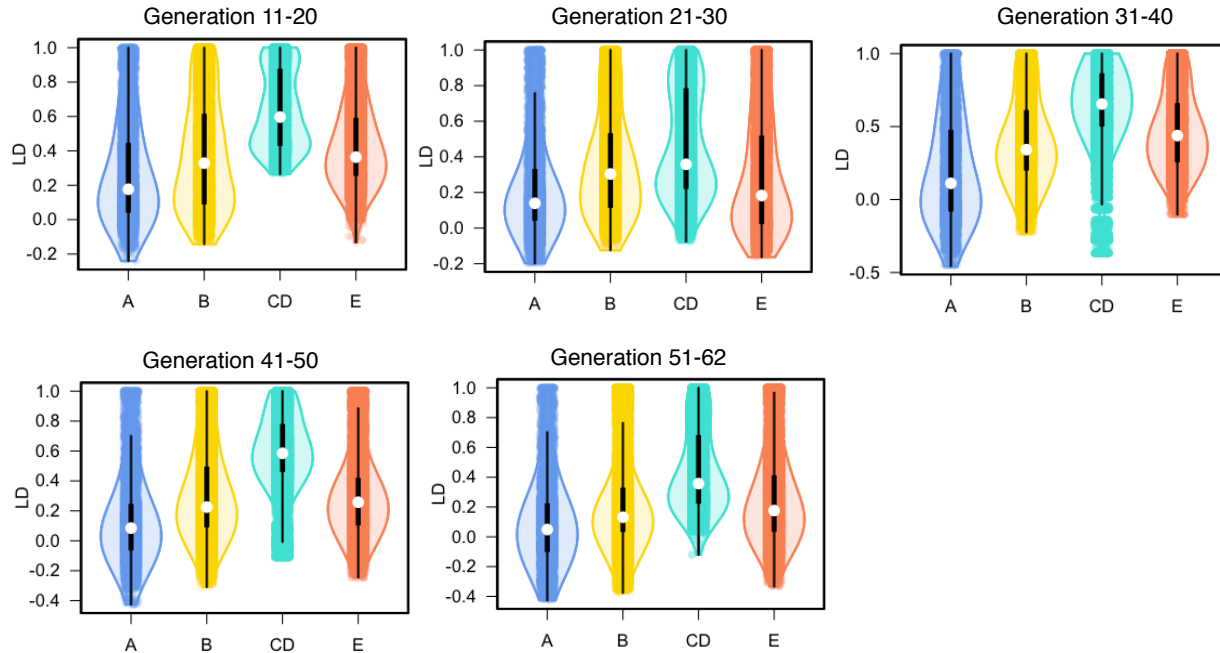 Generation 11-20
1.0
0.8
0.6
0.4
0.2
0.0
-0.2
LD
A B CD E
Generation 21-30
1.0
0.8
0.6
0.4
0.2
0.0
-0.2
LD
A B CD E
Generation 31-40
1.0
0.5
0.0
-0.5
LD
A B CD E
Generation 41-50
1.0
0.8
0.6
0.4
0.2
0.0
-0.2
-0.4
LD
A B CD E
Generation 51-62
1.0
0.8
0.6
0.4
0.2
0.0
-0.2
-0.4
LD
A B CD E